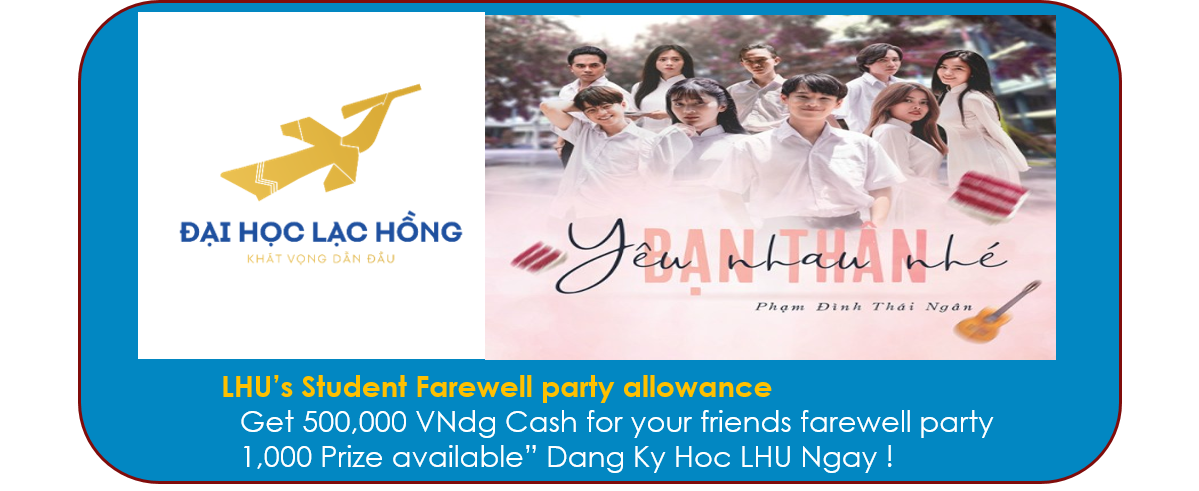 ĐẠI HỌC LẠC HỒNG
KHÁT VỌNG DẪN ĐẦU
BẠN THÂN
Yêu nhau nhé
Phạm Đình Thái Ngân
LHU’s Student Farewell party allowance
Get 500,000 VNdg Cash for your friends farewell party
1,000 Prize available” Dang Ky Hoc LHU Ngay !